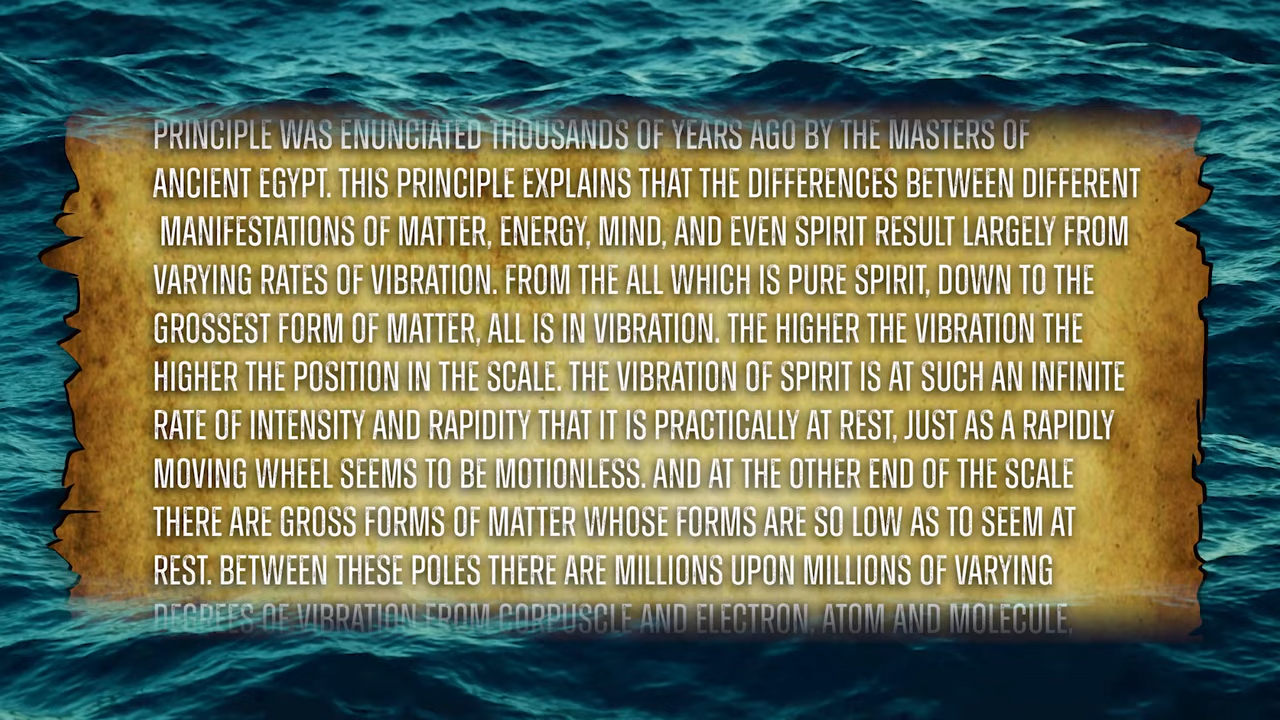 PRINCIPLE WAS ENUNCIATED THOUSANDS OF YEARS AGO BY THE MASTERS OF
ANCIENT EGYPT. THIS PRINCIPLE EXPLAINS THAT THE DIFFERENCES BETWEEN DIFFERENT
MANIFESTATIONS OF MATTER, ENERGY, MIND, AND EVEN SPIRIT RESULT LARGELY FROM
VARYING RATES OF VIBRATION. FROM THE ALL WHICH IS PURE SPIRIT, DOWN TO THE
GROSSEST FORM OF MATTER, ALL IS IN VIBRATION. THE HIGHER THE VIBRATION THE
HIGHER THE POSITION IN THE SCALE. THE VIBRATION OF SPIRIT IS AT SUCH AN INFINITE
RATE OF INTENSITY AND RAPIDITY THAT IT IS PRACTICALLY AT REST, JUST AS A RAPIDLY
MOVING WHEEL SEEMS TO BE MOTIONLESS. AND AT THE OTHER END OF THE SCALE
THERE ARE GROSS FORMS OF MATTER WHOSE FORMS ARE SO LOW AS TO SEEM AT
REST. BETWEEN THESE POLES THERE ARE MILLIONS UPON MILLIONS OF VARYING
DEGREES OF VIBRATION FROM CORPUSCLE AND ELECTRON, ATOM AND MOLECULE,